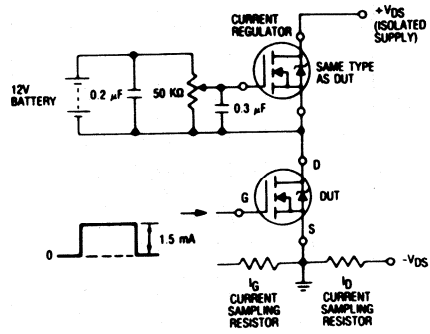 CURRENT
REGULATOR
+VDS
(ISOLATED
SUPPLY)
12V
BATTERY
0.2 μF
50 KΩ
0.3 μF
SAME TYPE
AS DUT
D
G
DUT
S
0
1.5 mA
-VDS
IG
CURRENT
SAMPLING
RESISTOR
ID
CURRENT
SAMPLING
RESISTOR